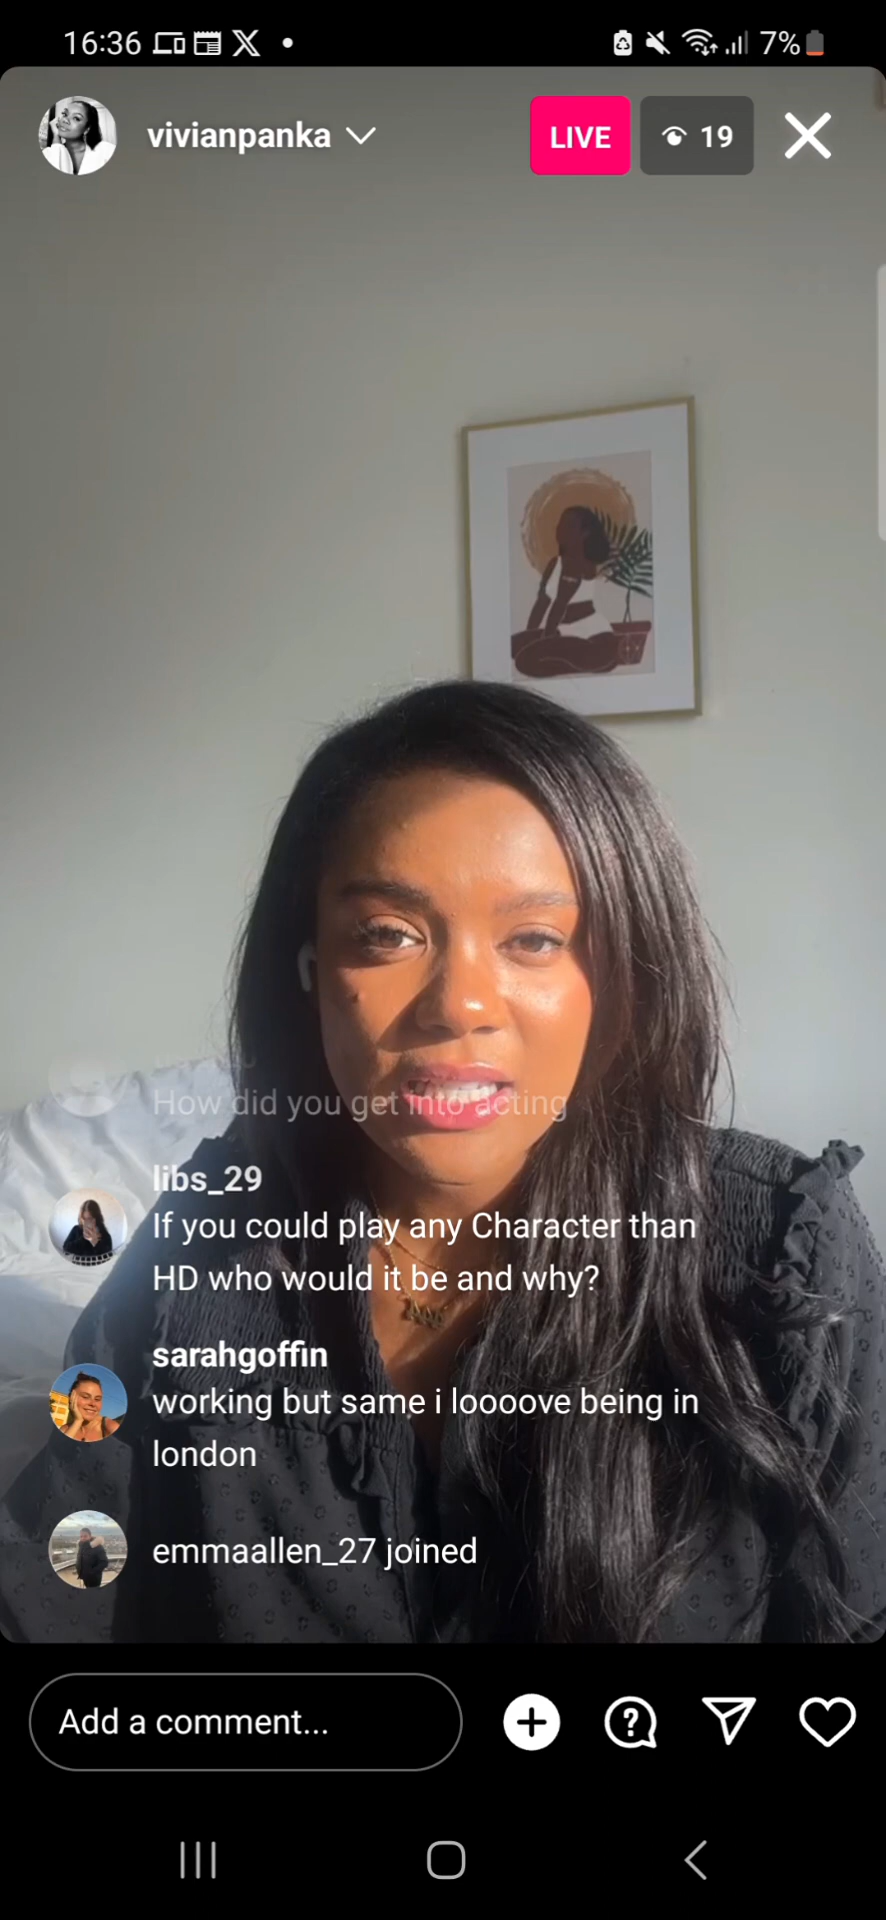 16:36 X • 7%
vivianpanka LIVE 19
How did you get into acting
libs_29
If you could play any Character than
HD who would it be and why?
sarahgoffin
working but same i loooove being in
london
emmaallen_27 joined
Add a comment...